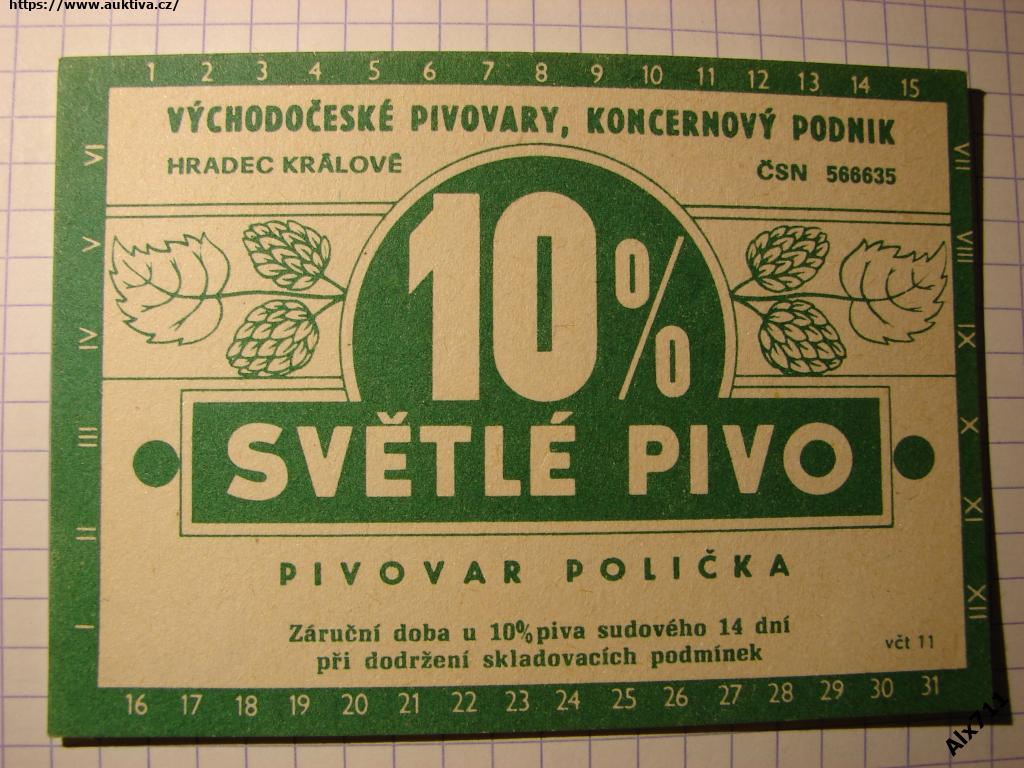 https://www.auktiva.cz/
1 2 3 4 5 6 7 8 9 10 11 12 13 14 15
VÝCHODOČESKÉ PIVOVARY, KONCERNOVÝ PODNIK
HRADEC KRÁLOVÉ
ČSN 566635
VI
V
IV
III
II
I
VII
VIII
IX
X
XI
XII
10%
SVĚTLÉ PIVO
PIVOVAR POLIČKA
Záruční doba u 10% piva sudového 14 dní
při dodržení skladovacích podmínek
včt 11
16 17 18 19 20 21 22 23 24 25 26 27 28 29 30 31
Alx711